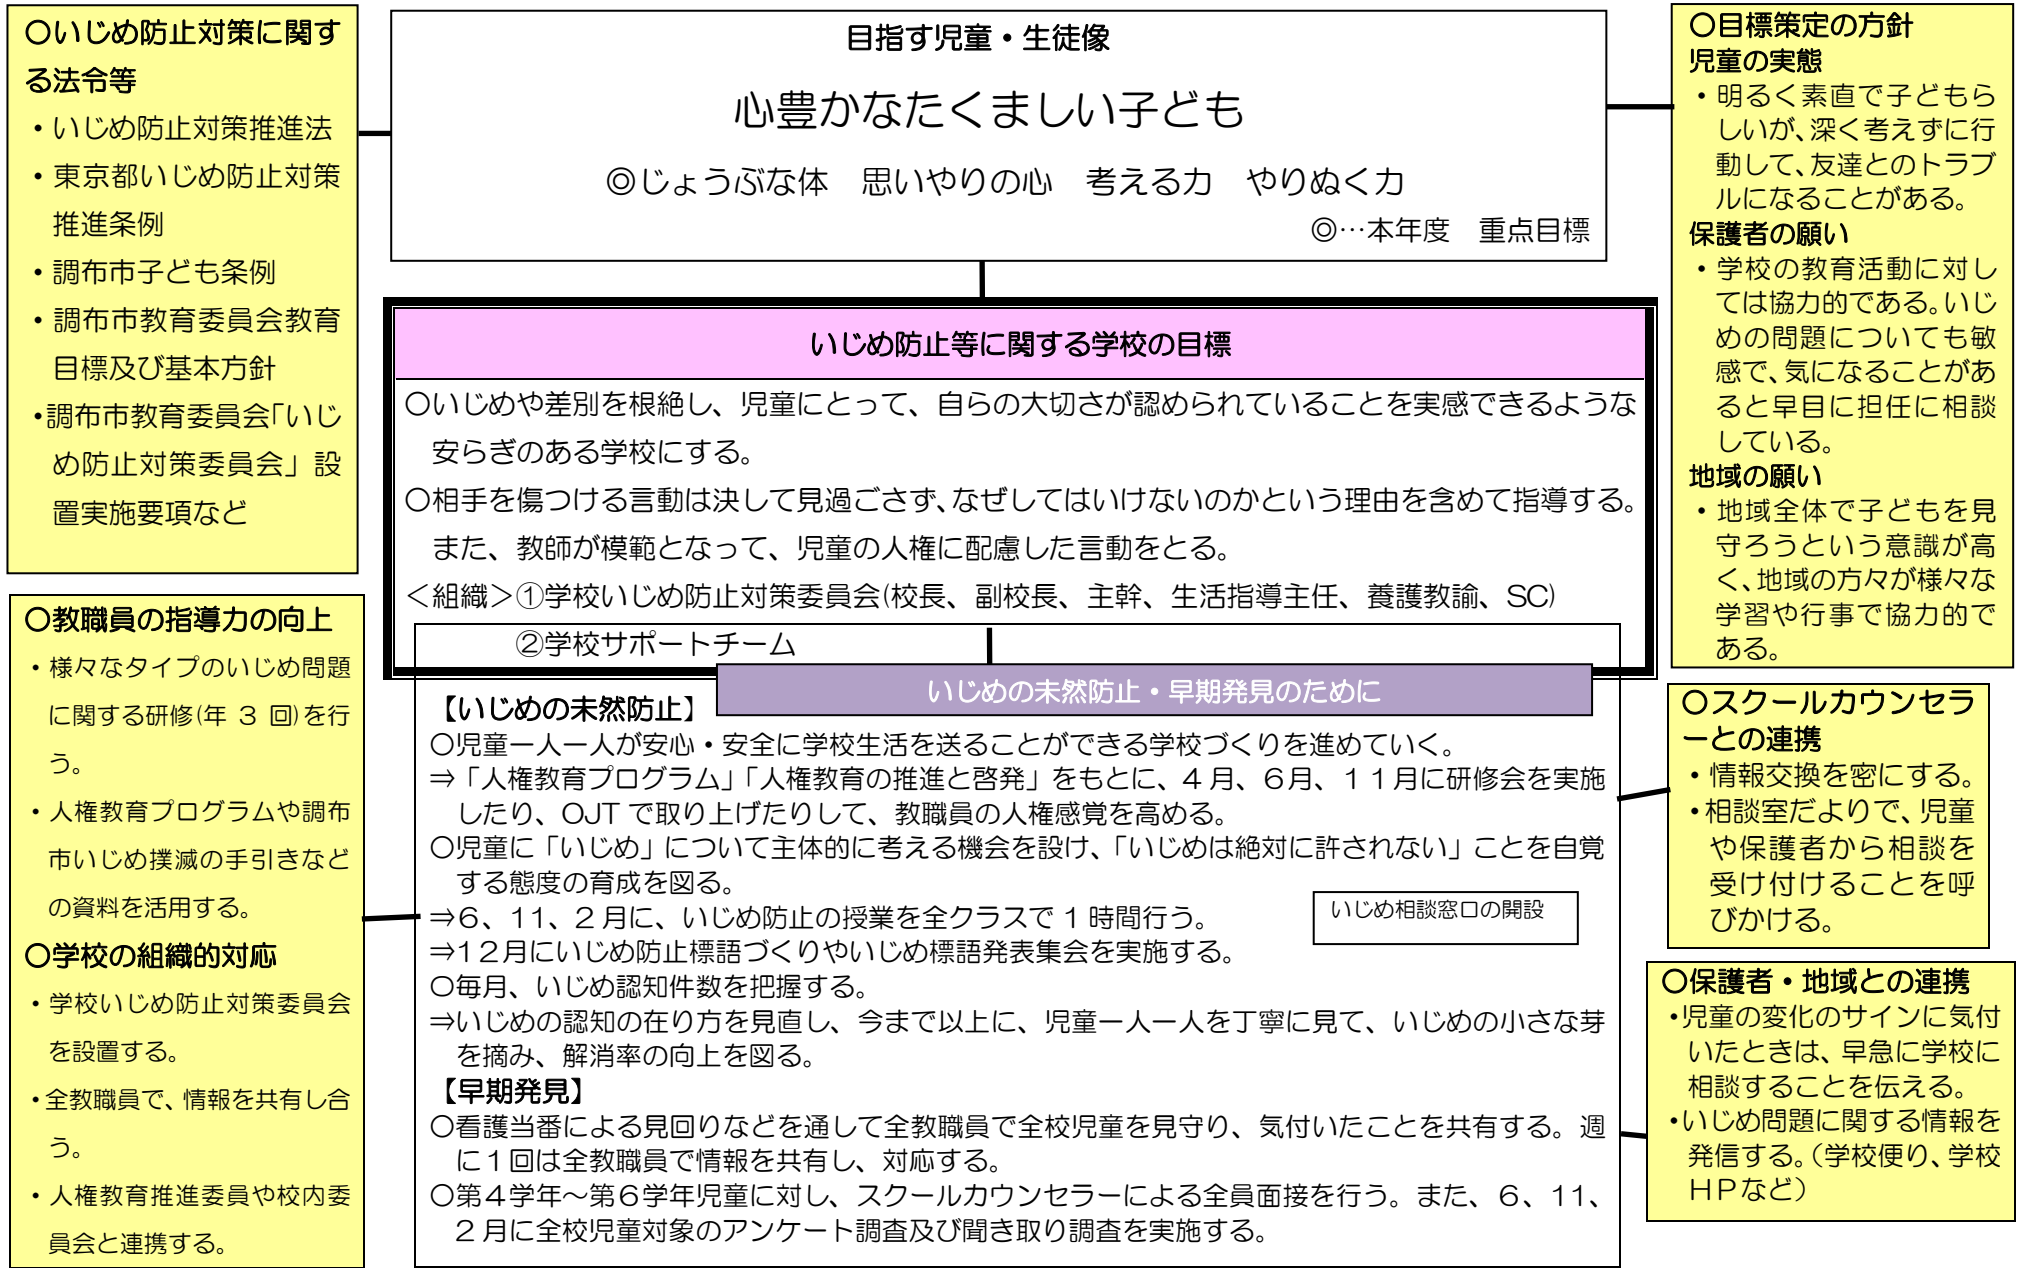 〇いじめ防止対策に関す
る法令等
・いじめ防止対策推進法
・東京都いじめ防止対策
推進条例
・調布市子ども条例
・調布市教育委員会教育
目標及び基本方針
・調布市教育委員会「いじ
め防止対策委員会」設
置実施要項など
目指す児童・生徒像
心豊かなたくましい子ども
◎じょうぶな体　思いやりの心　考える力　やりぬく力
◎…本年度　重点目標
〇目標策定の方針
児童の実態
・明るく素直で子どもら
しいが、深く考えずに行
動して、友達とのトラブ
ルになることがある。
保護者の願い
・学校の教育活動に対し
ては協力的である。いじ
めの問題についても敏
感で、気になることがあ
ると早目に担任に相談
している。
地域の願い
・地域全体で子どもを見
守ろうという意識が高
く、地域の方々が様々な
学習や行事で協力的で
ある。
いじめ防止等に関する学校の目標
〇いじめや差別を根絶し、児童にとって、自らの大切さが認められていることを実感できるような
安らぎのある学校にする。
〇相手を傷つける言動は決して見過ごさず、なぜしてはいけないのかという理由を含めて指導する。
また、教師が模範となって、児童の人権に配慮した言動をとる。
＜組織＞①学校いじめ防止対策委員会(校長、副校長、主幹、生活指導主任、養護教諭、SC)
②学校サポートチーム
〇教職員の指導力の向上
・様々なタイプのいじめ問題
に関する研修(年 3 回)を行
う。
・人権教育プログラムや調布
市いじめ撲滅の手引きなど
の資料を活用する。
〇学校の組織的対応
・学校いじめ防止対策委員会
を設置する。
・全教職員で、情報を共有し合
う。
・人権教育推進委員や校内委
員会と連携する。
いじめの未然防止・早期発見のために
【いじめの未然防止】
〇児童一人一人が安心・安全に学校生活を送ることができる学校づくりを進めていく。
⇒「人権教育プログラム」「人権教育の推進と啓発」をもとに、4月、6月、11月に研修会を実施
したり、OJTで取り上げたりして、教職員の人権感覚を高める。
〇児童に「いじめ」について主体的に考える機会を設け、「いじめは絶対に許されない」ことを自覚
する態度の育成を図る。
⇒6、11、2月に、いじめ防止の授業を全クラスで1時間行う。
いじめ相談窓口の開設
⇒12月にいじめ防止標語づくりやいじめ標語発表集会を実施する。
〇毎月、いじめ認知件数を把握する。
⇒いじめの認知の在り方を見直し、今まで以上に、児童一人一人を丁寧に見て、いじめの小さな芽
を摘み、解消率の向上を図る。
【早期発見】
〇看護当番による見回りなどを通して全教職員で全校児童を見守り、気付いたことを共有する。週
に1回は全教職員で情報を共有し、対応する。
〇第4学年～第6学年児童に対し、スクールカウンセラーによる全員面接を行う。また、6、11、
2月に全校児童対象のアンケート調査及び聞き取り調査を実施する。
〇スクールカウンセラ
ーとの連携
・情報交換を密にする。
・相談室だよりで、児童
や保護者から相談を
受け付けることを呼
びかける。
〇保護者・地域との連携
・児童の変化のサインに気付
いたときは、早急に学校に
相談することを伝える。
・いじめ問題に関する情報を
発信する。（学校便り、学校
ＨＰなど）